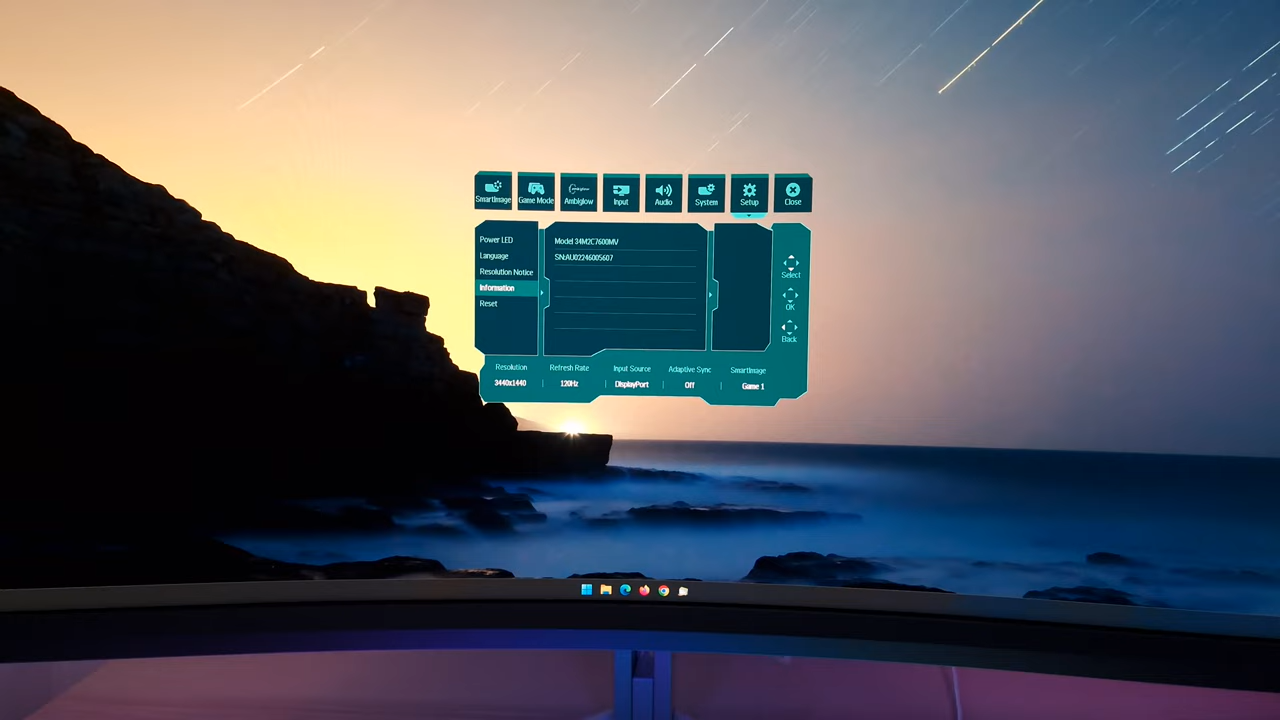 SmartImage
Game Mode
Ambiglow
Input
Audio
System
Setup
Close
Power LED
Language
Resolution Notice
Information
Reset
Model 34M2C7600MV
SN:AU02246005607
Select
OK
Back
Resolution
Refresh Rate
Input Source
Adaptive Sync
SmartImage
3440x1440
120Hz
DisplayPort
Off
Game 1